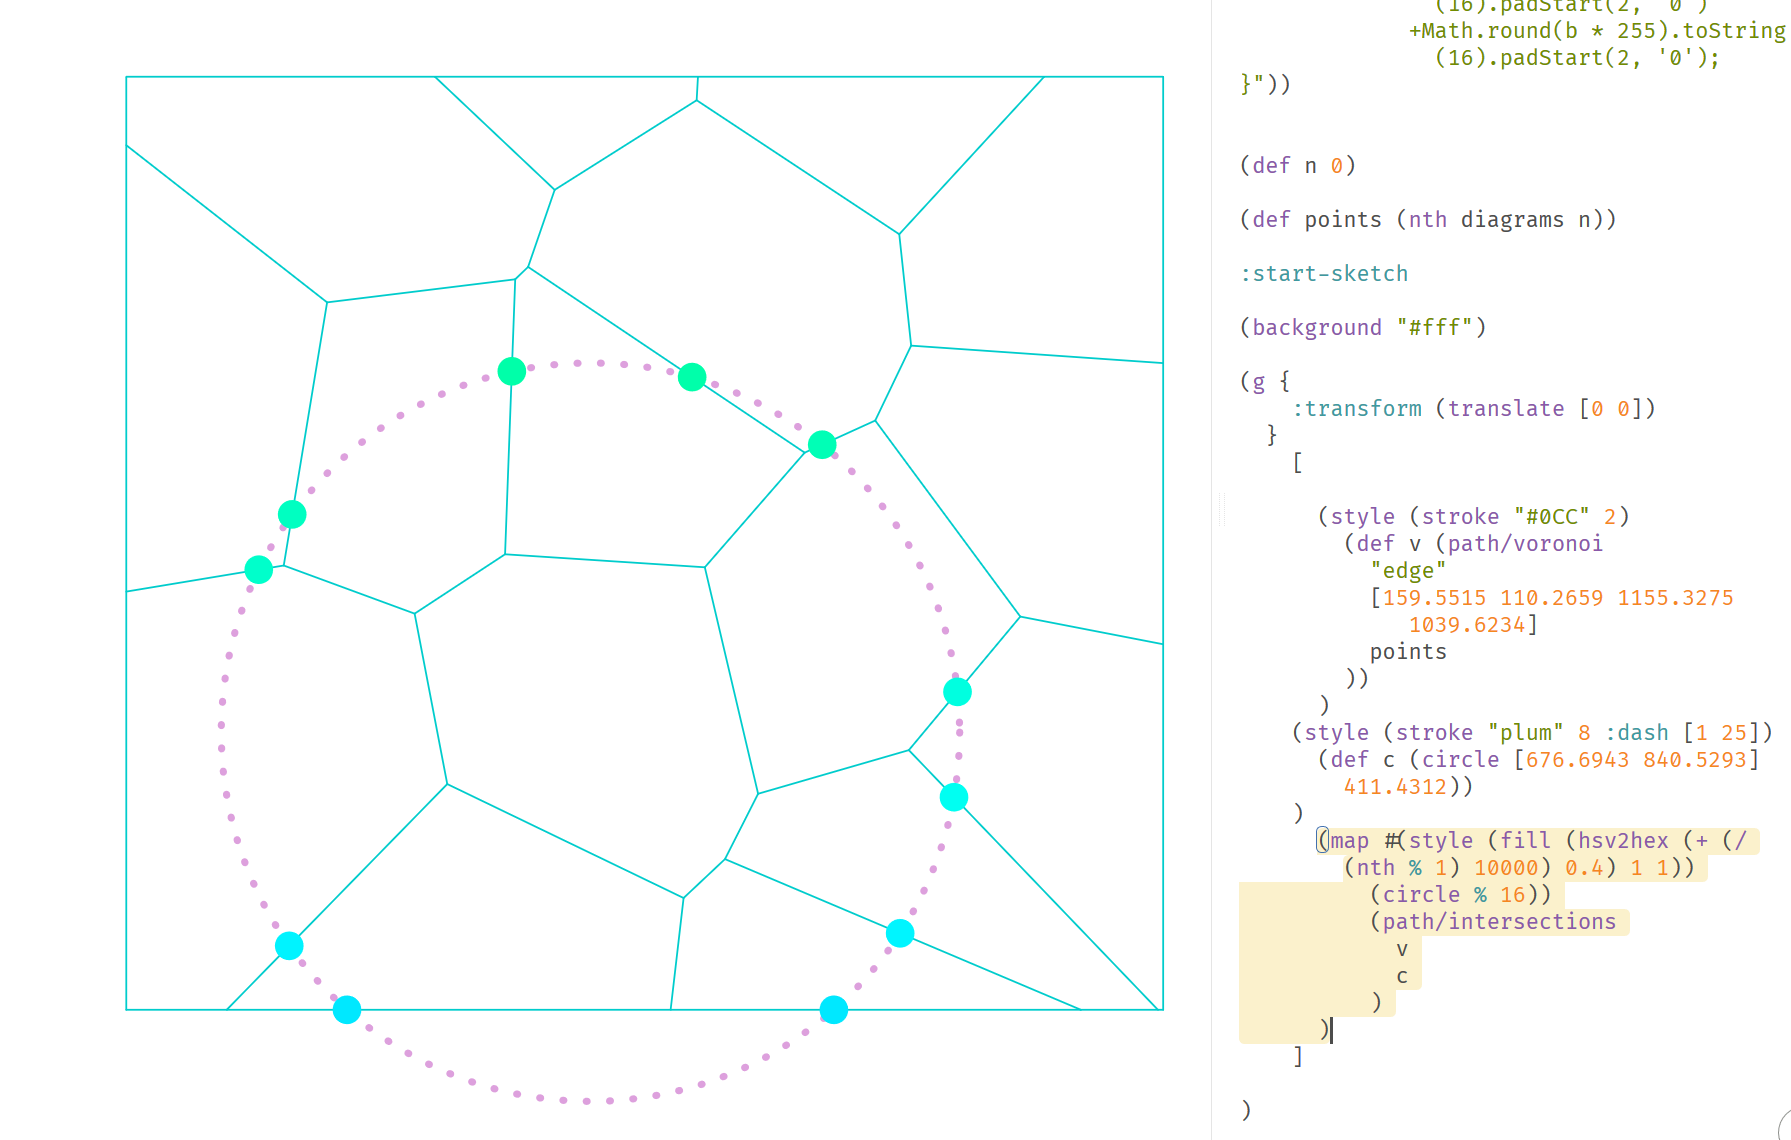 (16).padStart(2, '0')
+Math.round(b * 255).toString
(16).padStart(2, '0');
}"))
(def n 0)
(def points (nth diagrams n))
:start-sketch
(background "#fff")
(g {
:transform (translate [0 0])
}
[
(style (stroke "#0CC" 2)
(def v (path/voronoi
"edge"
[159.5515 110.2659 1155.3275
1039.6234]
points
))
)
(style (stroke "plum" 8 :dash [1 25])
(def c (circle [676.6943 840.5293]
411.4312))
)
(map #(style (fill (hsv2hex (+ (/
(nth % 1) 10000) 0.4) 1 1))
(circle % 16))
(path/intersections
v
c
)
)
]
)